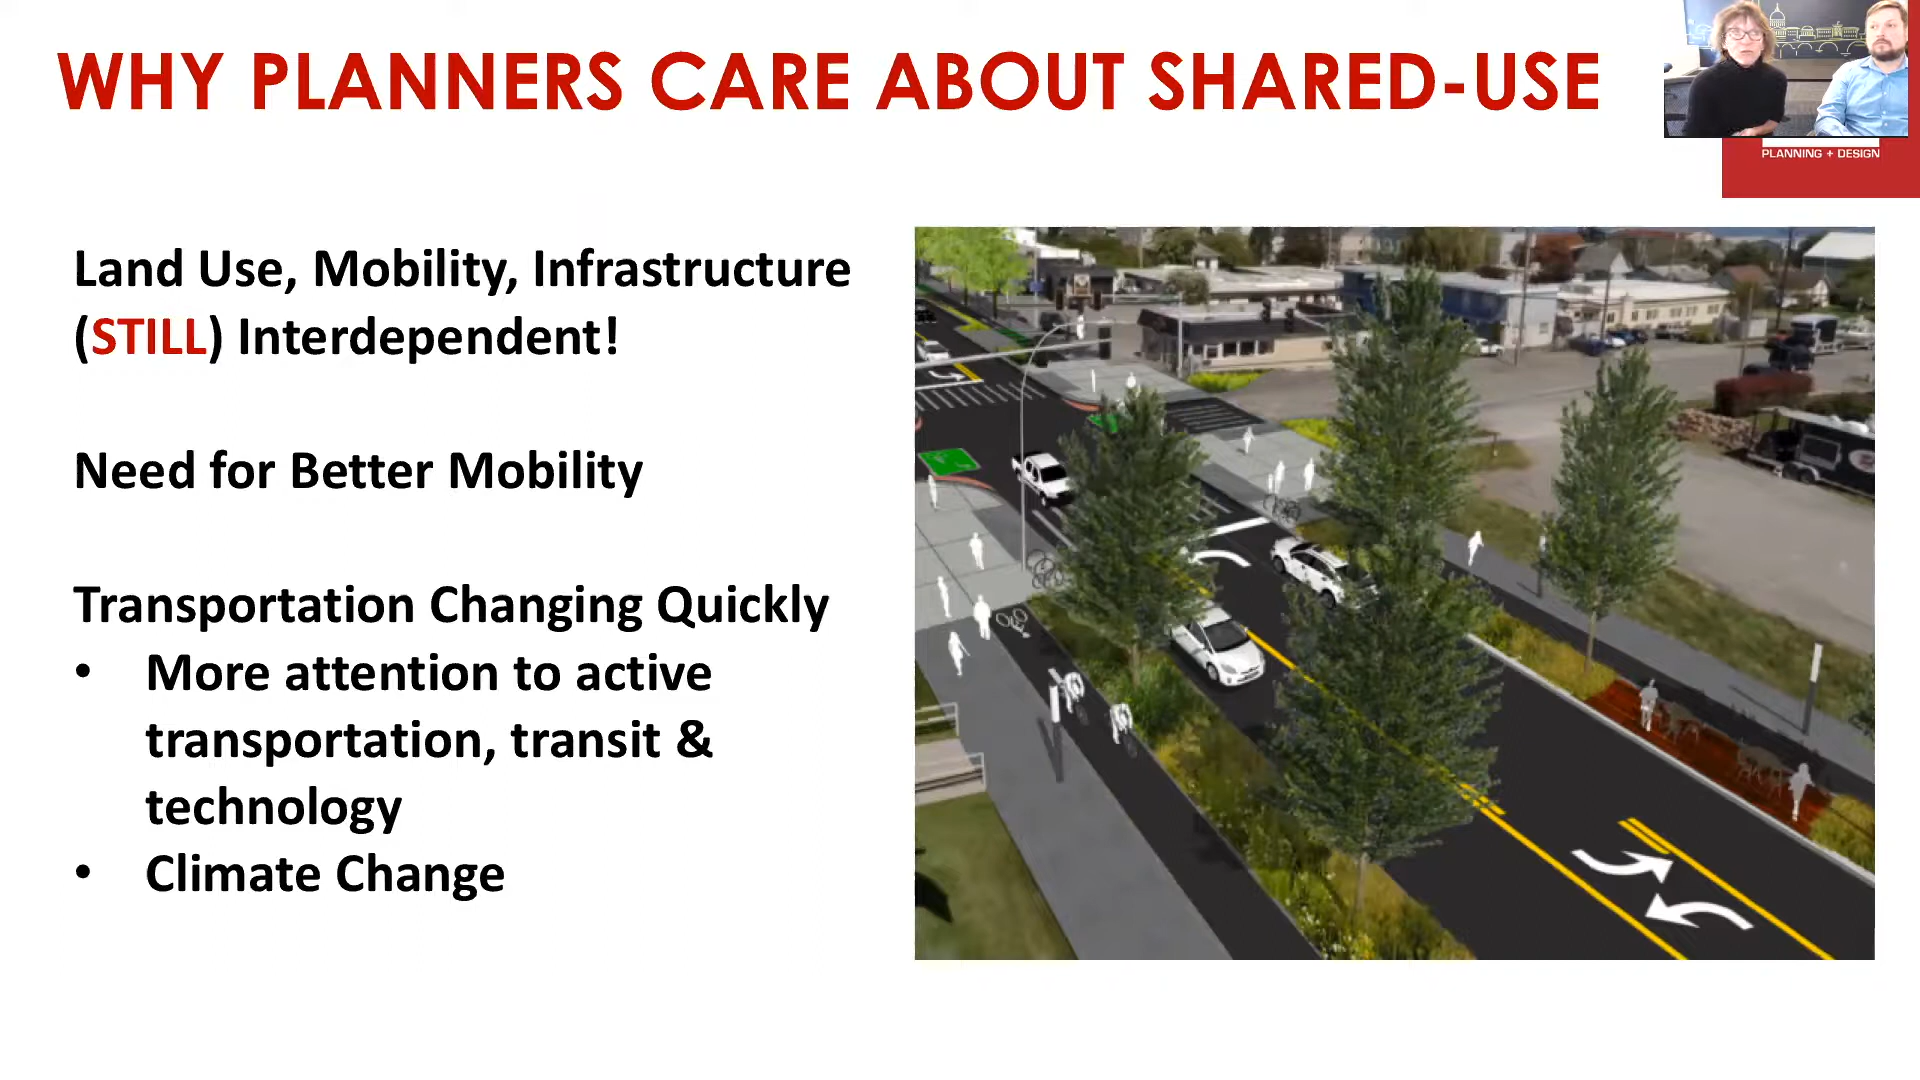 WHY PLANNERS CARE ABOUT SHARED-USE
PLANNING + DESIGN
Land Use, Mobility, Infrastructure
(STILL) Interdependent!
Need for Better Mobility
Transportation Changing Quickly
• More attention to active
transportation, transit &
technology
• Climate Change